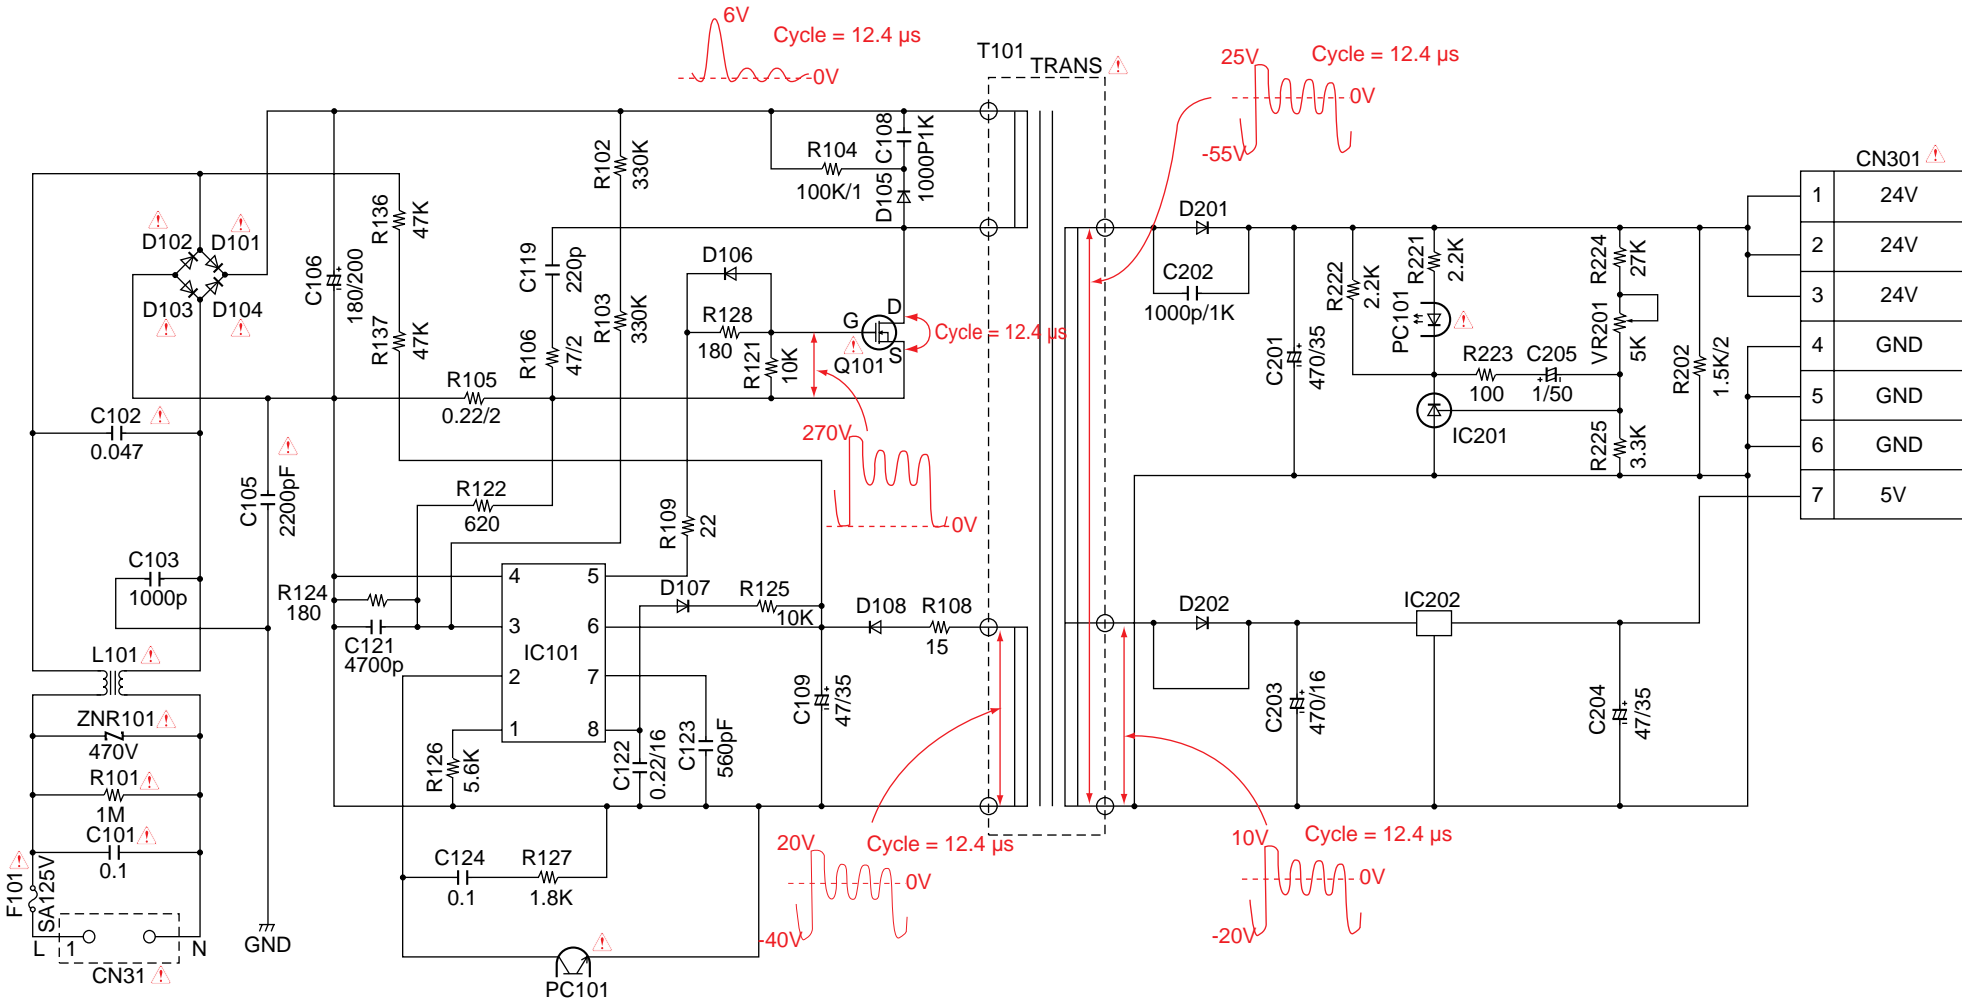 6V
Cycle = 12.4 µs
0V
T101
TRANS
25V
Cycle = 12.4 µs
0V
-55V
R102
330K
R104
100K/1
C108
1000P1K
D105
CN301
1 24V
2 24V
3 24V
4 GND
5 GND
6 GND
7 5V
D102
D101
D103
D104
C106
180/200
R136
47K
R137
47K
C119
220p
R106
47/2
R103
330K
D106
R128
180
R121
10K
G
D
S
Q101
Cycle = 12.4 µs
D201
C202
1000p/1K
C201
470/35
R222
2.2K
R221
2.2K
PC101
R224
27K
VR201
5K
R223
100
C205
1/50
IC201
R225
3.3K
R202
1.5K/2
R105
0.22/2
C102
0.047
C105
2200pF
270V
0V
R122
620
R109
22
C103
1000p
R124
180
C121
4700p
IC101
4
3
2
1
5
6
7
8
D107
R125
10K
D108
R108
15
D202
IC202
C203
470/16
C204
47/35
L101
ZNR101
470V
R101
1M
C101
0.1
F101
SA125V
L
1
N
CN31
GND
R126
5.6K
C122
0.22/16
C123
560pF
C109
47/35
C124
0.1
R127
1.8K
PC101
20V
Cycle = 12.4 µs
0V
-40V
10V
Cycle = 12.4 µs
0V
-20V